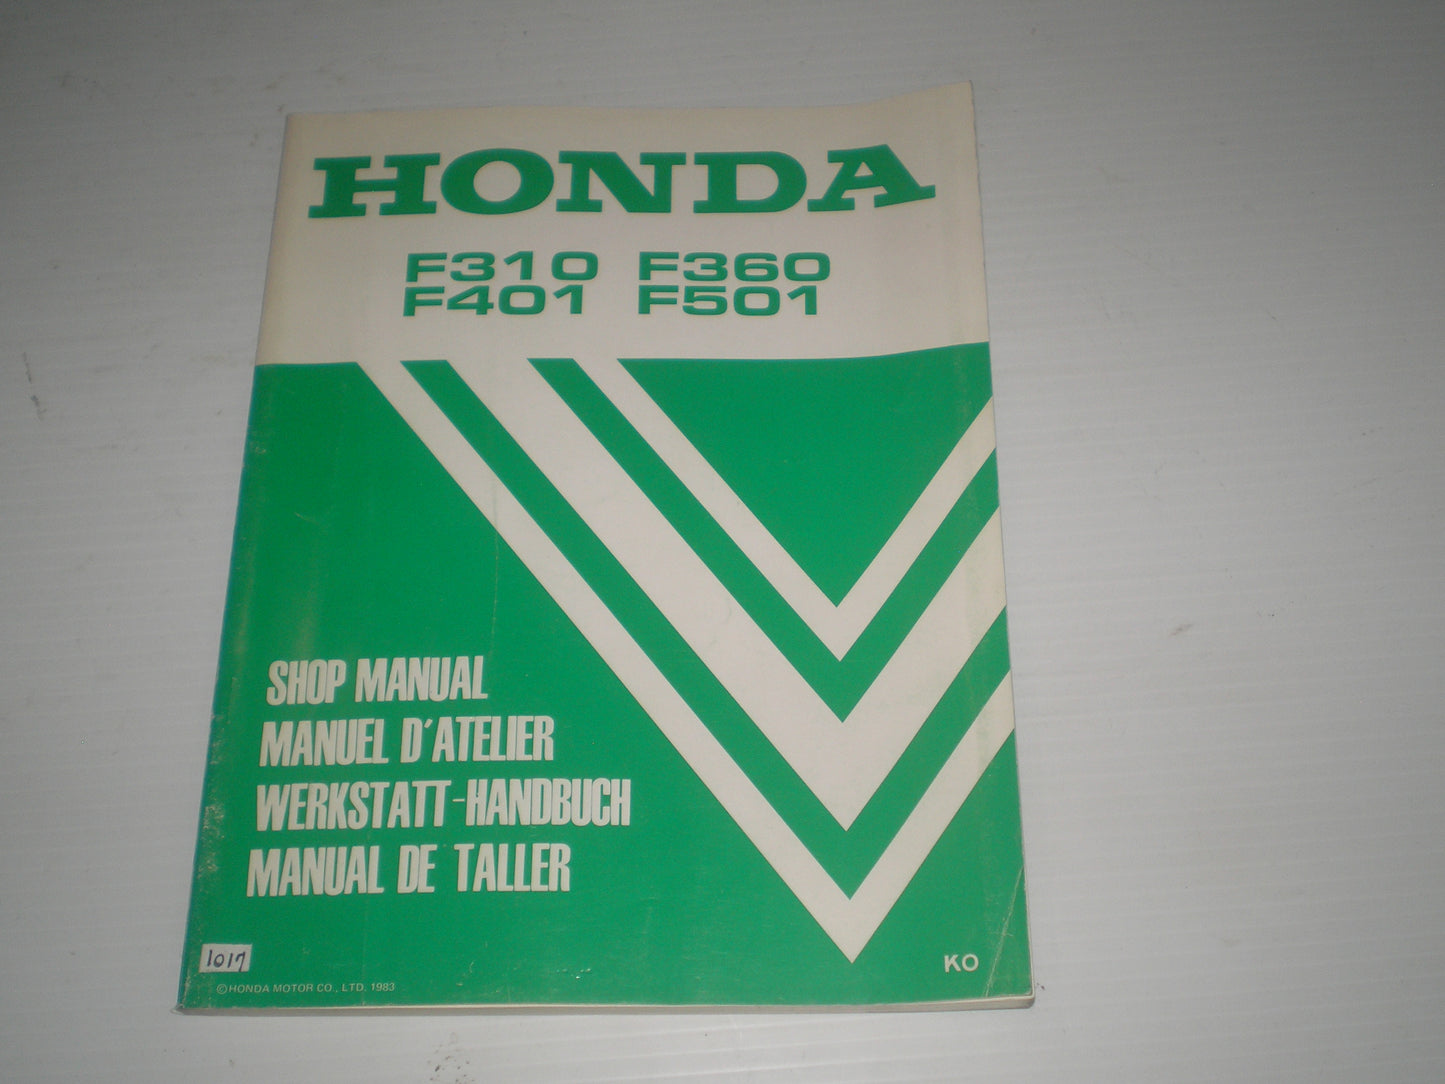 HONDA
F310 F360
F401 F501
SHOP MANUAL
MANUEL D'ATELIER
WERKSTATT-HANDBUCH
MANUAL DE TALLER
1017
KO
©HONDA MOTOR CO., LTD. 1983